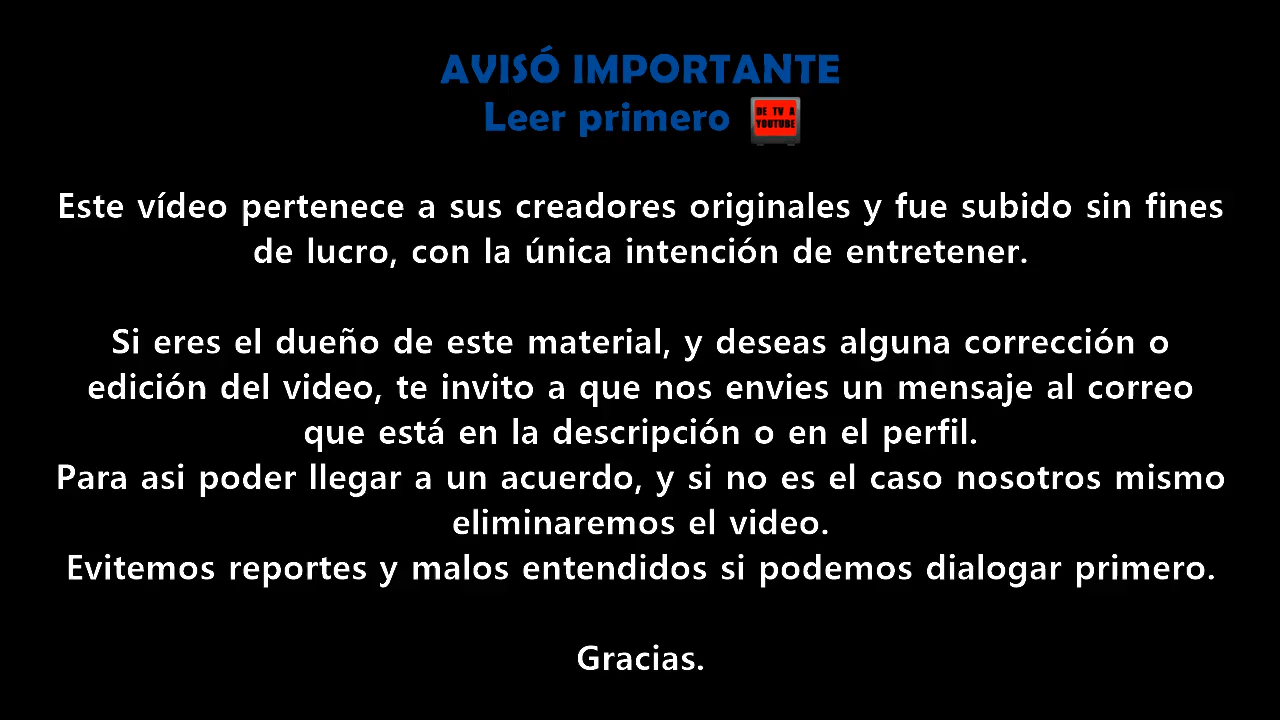 AVISÓ IMPORTANTE
Leer primero
DE TV A
YOUTUBE
Este vídeo pertenece a sus creadores originales y fue subido sin fines
de lucro, con la única intención de entretener.
Si eres el dueño de este material, y deseas alguna corrección o
edición del video, te invito a que nos envies un mensaje al correo
que está en la descripción o en el perfil.
Para asi poder llegar a un acuerdo, y si no es el caso nosotros mismo
eliminaremos el video.
Evitemos reportes y malos entendidos si podemos dialogar primero.
Gracias.